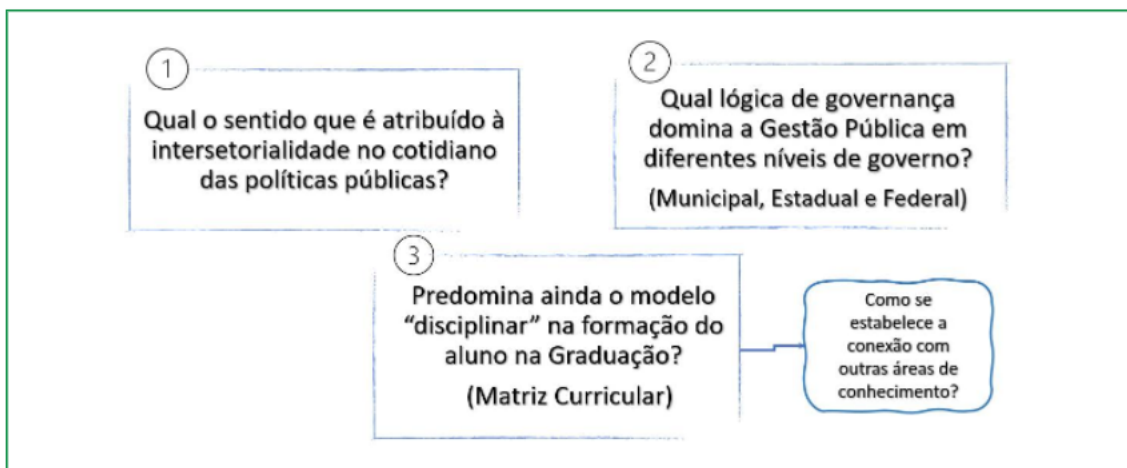 1
Qual o sentido que é atribuído à
intersetorialidade no cotidiano
das políticas públicas?
2
Qual lógica de governança
domina a Gestão Pública em
diferentes níveis de governo?
(Municipal, Estadual e Federal)
3
Predomina ainda o modelo
“disciplinar” na formação do
aluno na Graduação?
(Matriz Curricular)
Como se
estabelece a
conexão com
outras áreas de
conhecimento?